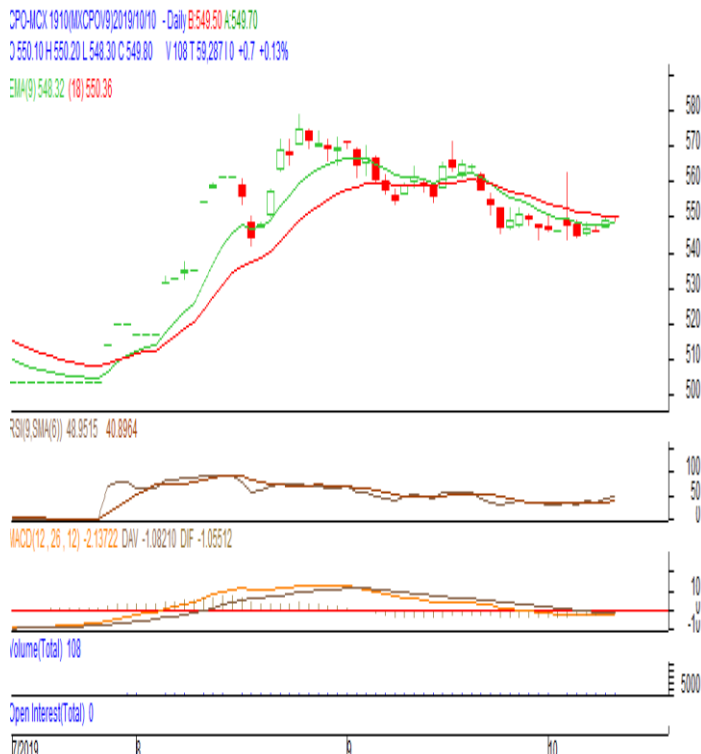 CPO-MCX 1910(MXCPOV9)2019/10/10 - Daily B:549.50 A:549.70
O 550.10 H 550.20 L 548.30 C 549.80 V 108 T 59,287 I 0 +0.7 +0.13%
EMA(9) 548.32 (18) 550.36
580
570
560
550
540
530
520
510
500
RSI(9,SMA(6)) 48.9515 40.8964
100
50
0
MACD(12 , 26 , 12) -2.13722 DAV -1.08210 DIF -1.05512
10
0
-10
Volume(Total) 108
5000
Open Interest(Total) 0
7/2019 8 9 10